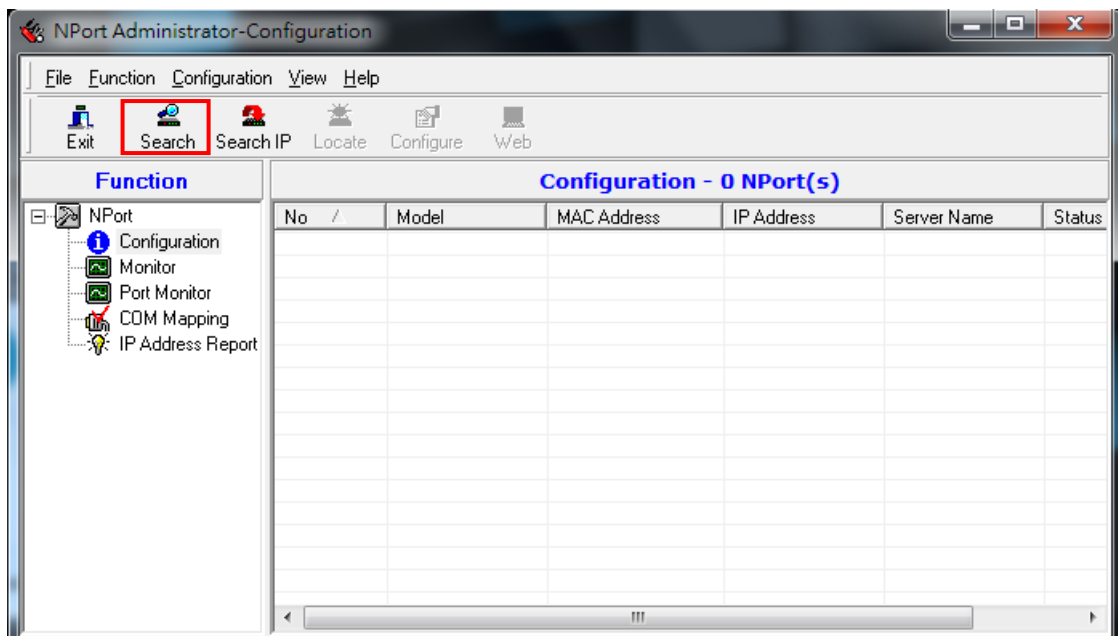 NPort Administrator-Configuration
File Function Configuration View Help
Exit Search Search IP Locate Configure Web
Function
Configuration - 0 NPort(s)
No Model MAC Address IP Address Server Name Status
NPort
Configuration
Monitor
Port Monitor
COM Mapping
IP Address Report